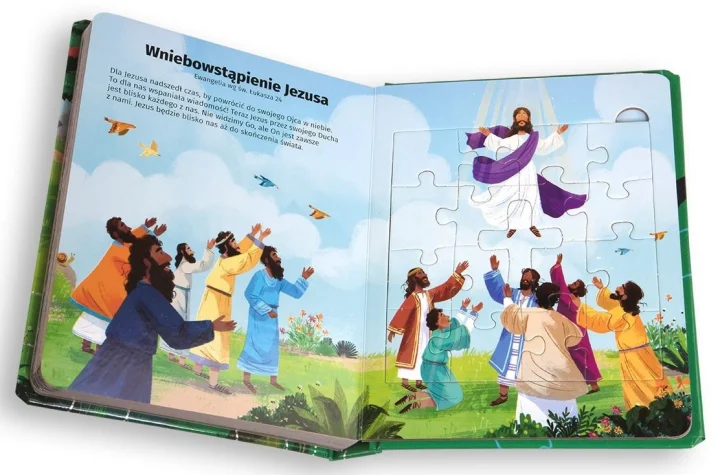 Wniebowstąpienie Jezusa
Ewangelia wg św. Łukasza 24
Dla Jezusa nadszedł czas, by powrócić do swojego Ojca w niebie.
To dla nas wspaniała wiadomość! Teraz Jezus przez swojego Ducha
jest blisko każdego z nas. Nie widzimy Go, ale On jest zawsze
z nami. Jezus będzie blisko nas aż do skończenia świata.